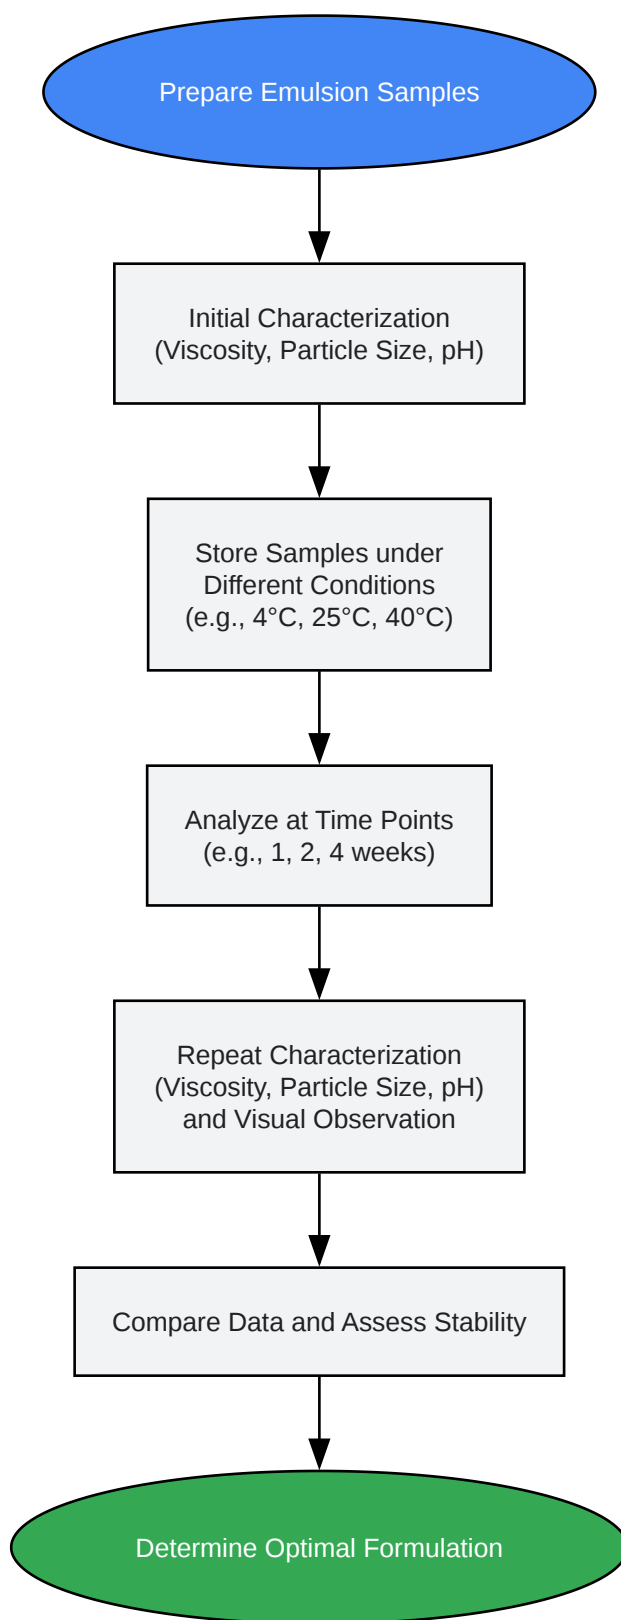 Prepare Emulsion Samples
Initial Characterization
(Viscosity, Particle Size, pH)
Store Samples under
Different Conditions
(e.g., 4°C, 25°C, 40°C)
Analyze at Time Points
(e.g., 1, 2, 4 weeks)
Repeat Characterization
(Viscosity, Particle Size, pH)
and Visual Observation
Compare Data and Assess Stability
Determine Optimal Formulation